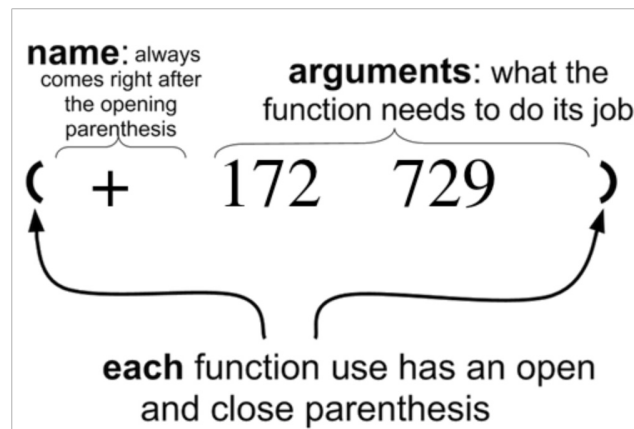 name: always
comes right after
the opening
parenthesis
arguments: what the
function needs to do its job
( + 172 729 )
each function use has an open
and close parenthesis